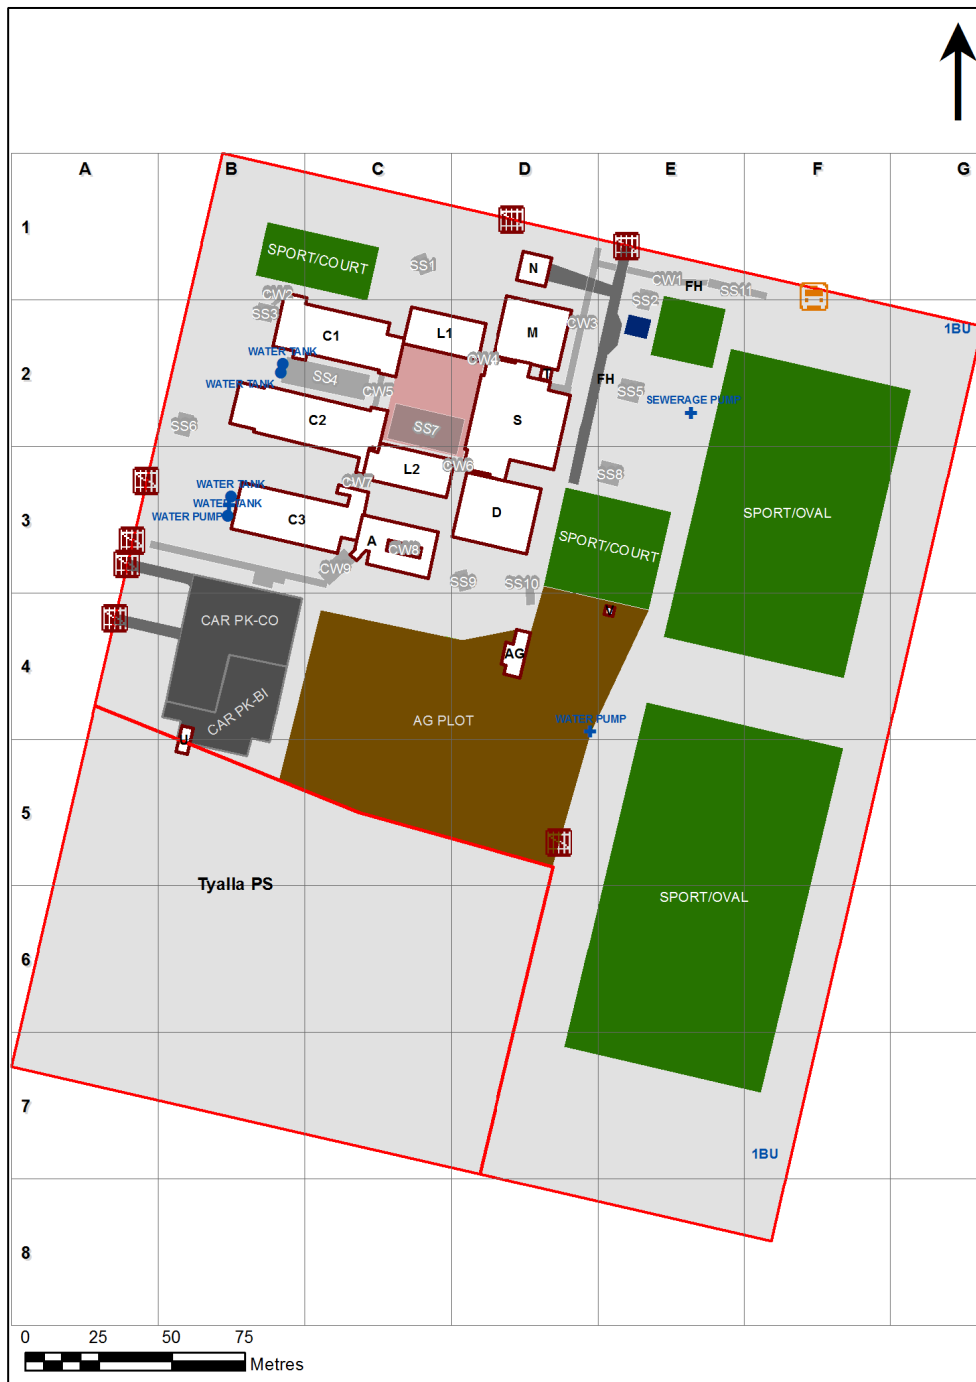 A B C D E F G
1
SPORT/COURT
SS1
N
CW1
FH
SS11
CW2
SS3
SS2
C1
L1
M
CW3
1BU
WATER TANK
CW4
2
WATER TANK
SS4
CW5
FH
SS5
SEWERAGE PUMP
C2
S
SS7
SS6
L2
CW6
SS8
CW7
WATER TANK
WATER TANK
WATER PUMP
C3
D
SPORT/OVAL
3
A
CW8
SPORT/COURT
CW9
SS9
SS10
CAR PK-CO
AG
4
CAR PK-BI
AG PLOT
WATER PUMP
U
5
Tyalla PS
SPORT/OVAL
6
7
1BU
8
0 25 50 75
Metres